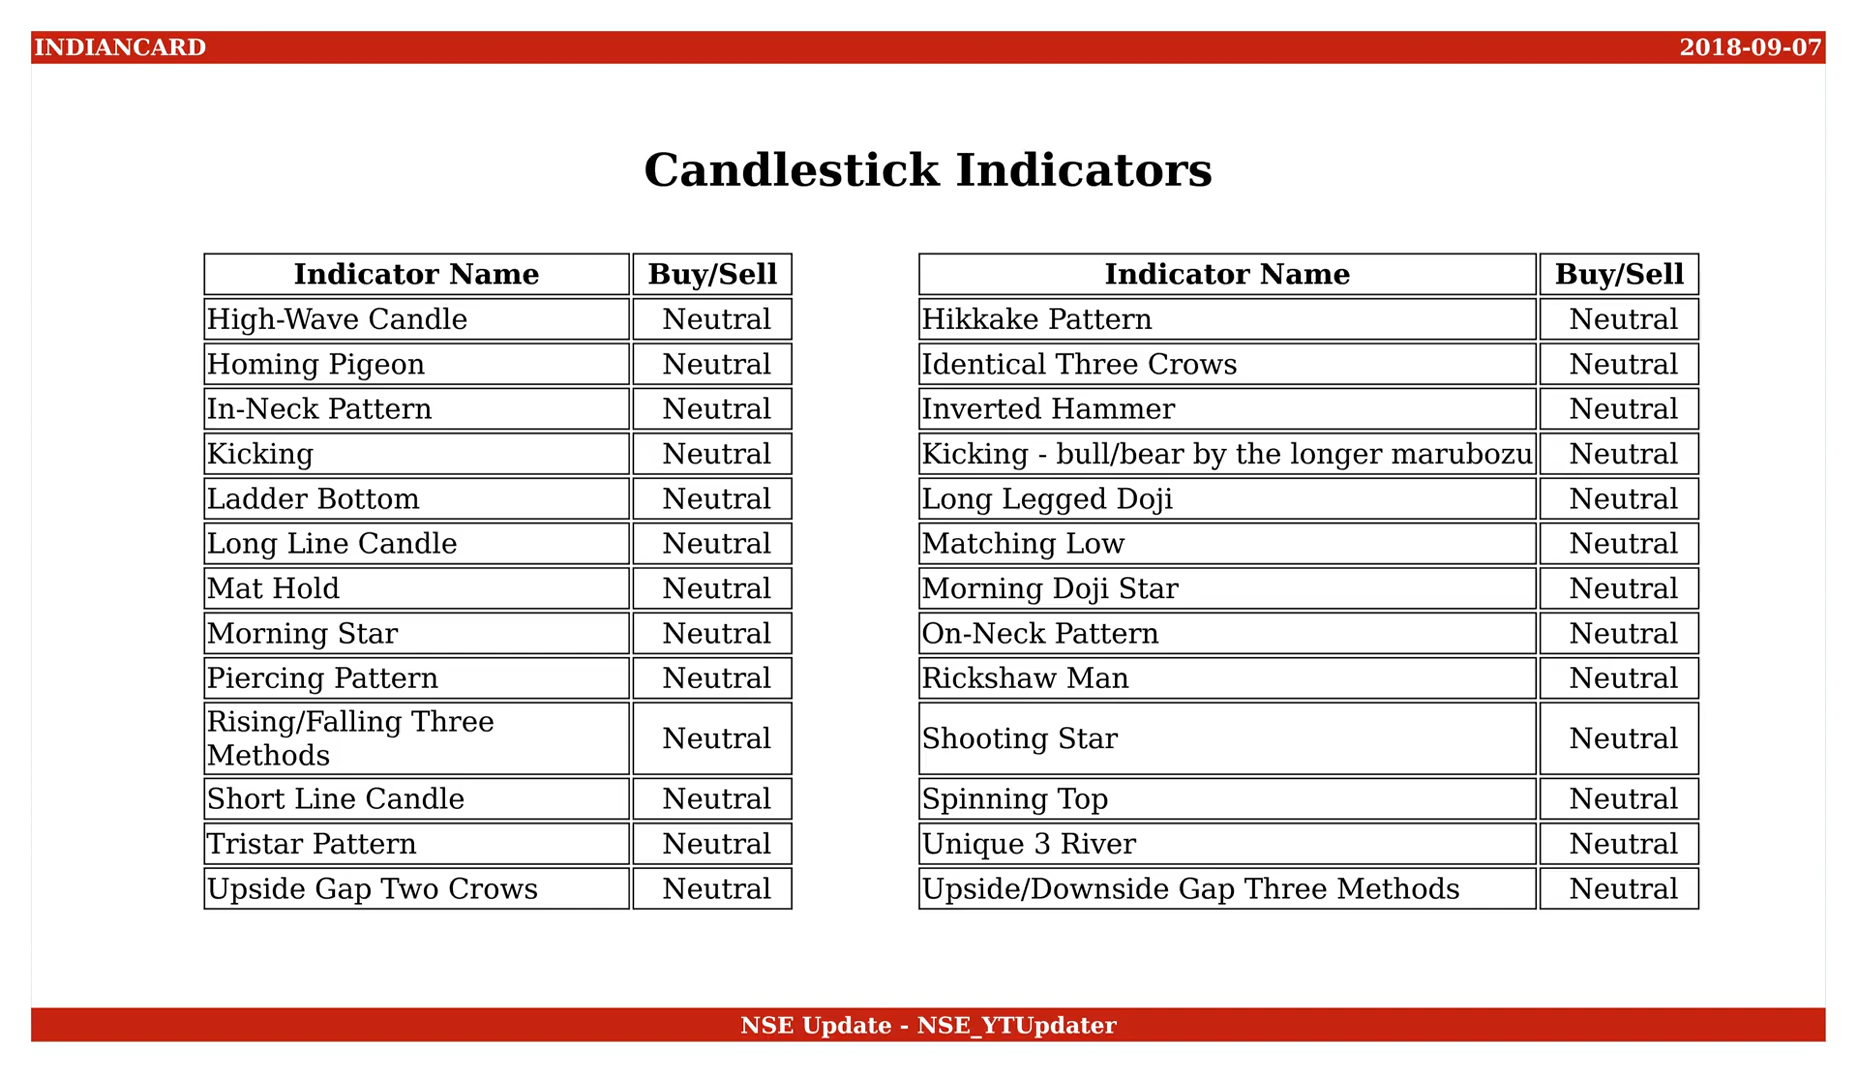 INDIANCARD 2018-09-07
Candlestick Indicators
Indicator Name Buy/Sell Indicator Name Buy/Sell
High-Wave Candle Neutral Hikkake Pattern Neutral
Homing Pigeon Neutral Identical Three Crows Neutral
In-Neck Pattern Neutral Inverted Hammer Neutral
Kicking Neutral Kicking - bull/bear by the longer marubozu Neutral
Ladder Bottom Neutral Long Legged Doji Neutral
Long Line Candle Neutral Matching Low Neutral
Mat Hold Neutral Morning Doji Star Neutral
Morning Star Neutral On-Neck Pattern Neutral
Piercing Pattern Neutral Rickshaw Man Neutral
Rising/Falling Three
Methods Neutral Shooting Star Neutral
Short Line Candle Neutral Spinning Top Neutral
Tristar Pattern Neutral Unique 3 River Neutral
Upside Gap Two Crows Neutral Upside/Downside Gap Three Methods Neutral
NSE Update - NSE_YTUpdater